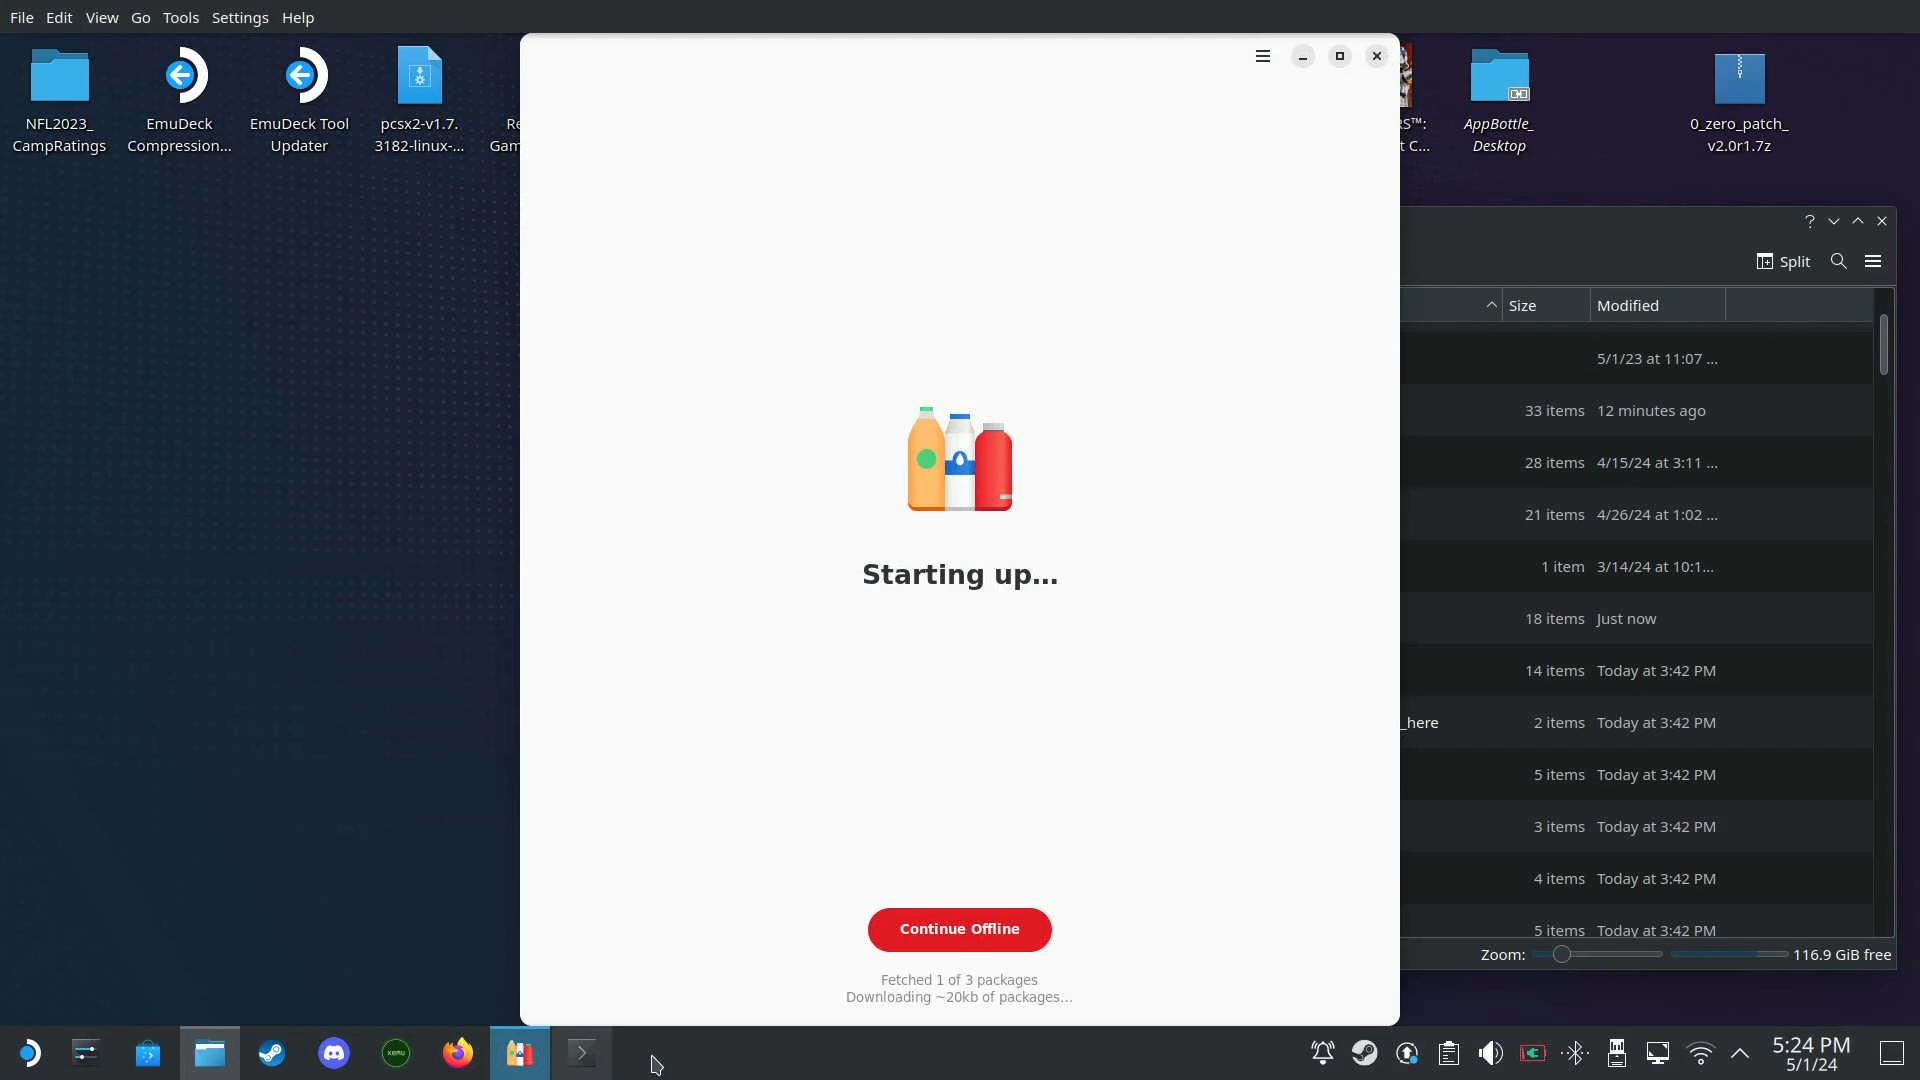 File Edit View Go Tools Settings Help
NFL2023_
CampRatings
EmuDeck
Compression...
EmuDeck Tool
Updater
pcsx2-v1.7.
3182-linux-...
Re
Gam
RS™:
t C...
AppBottle_
Desktop
0_zero_patch_
v2.0r1.7z
Split
Size Modified
5/1/23 at 11:07 ...
33 items 12 minutes ago
28 items 4/15/24 at 3:11 ...
21 items 4/26/24 at 1:02 ...
1 item 3/14/24 at 10:1...
18 items Just now
14 items Today at 3:42 PM
_here 2 items Today at 3:42 PM
5 items Today at 3:42 PM
3 items Today at 3:42 PM
4 items Today at 3:42 PM
5 items Today at 3:42 PM
Zoom: 116.9 GiB free
Starting up...
Continue Offline
Fetched 1 of 3 packages
Downloading ~20kb of packages...
xemu
5:24 PM
5/1/24